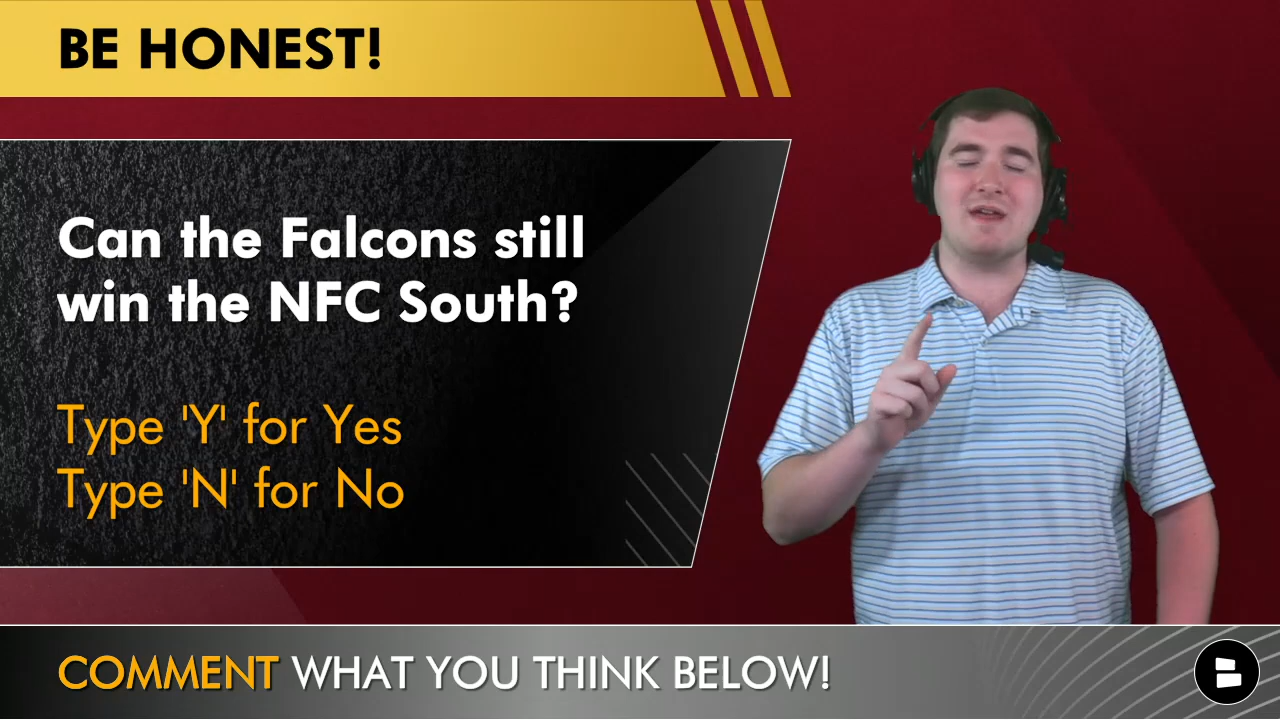 BE HONEST!
Can the Falcons still
win the NFC South?
Type 'Y' for Yes
Type 'N' for No
COMMENT WHAT YOU THINK BELOW!